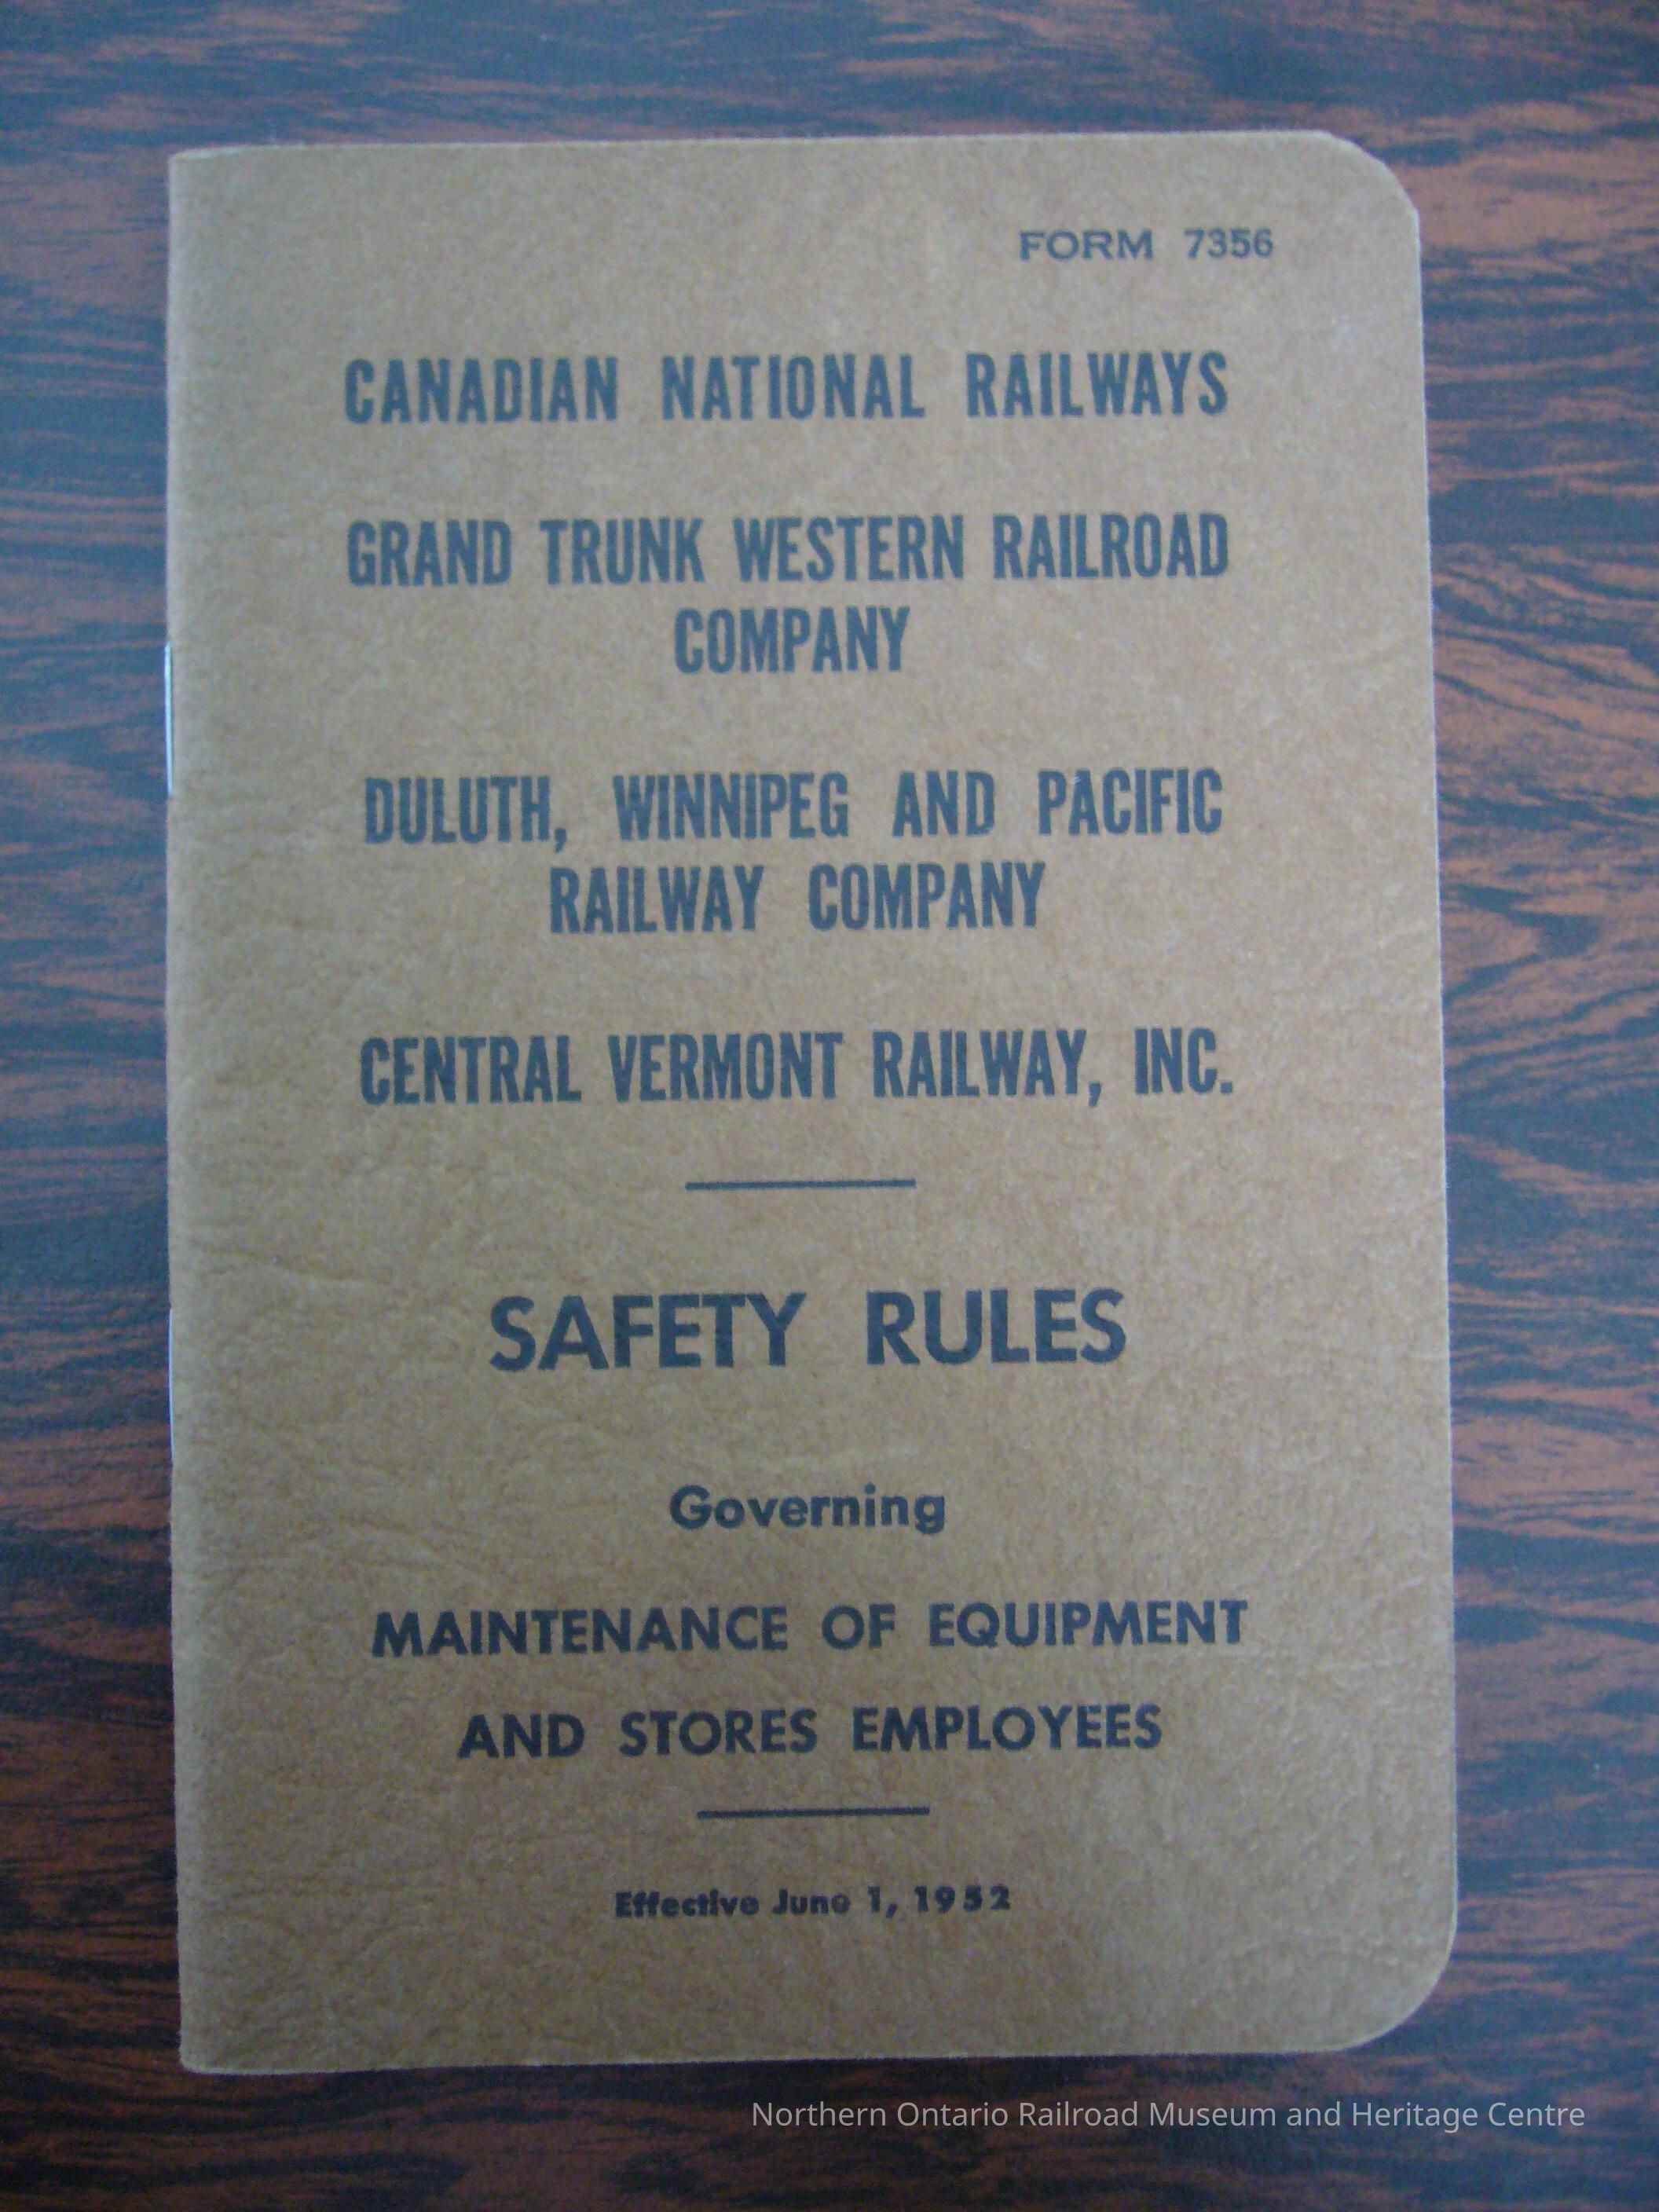 FORM 7356
CANADIAN NATIONAL RAILWAYS
GRAND TRUNK WESTERN RAILROAD
COMPANY
DULUTH, WINNIPEG AND PACIFIC
RAILWAY COMPANY
CENTRAL VERMONT RAILWAY, INC.
SAFETY RULES
Governing
MAINTENANCE OF EQUIPMENT
AND STORES EMPLOYEES
Effective June 1, 1952
Northern Ontario Railroad Museum and Heritage Centre